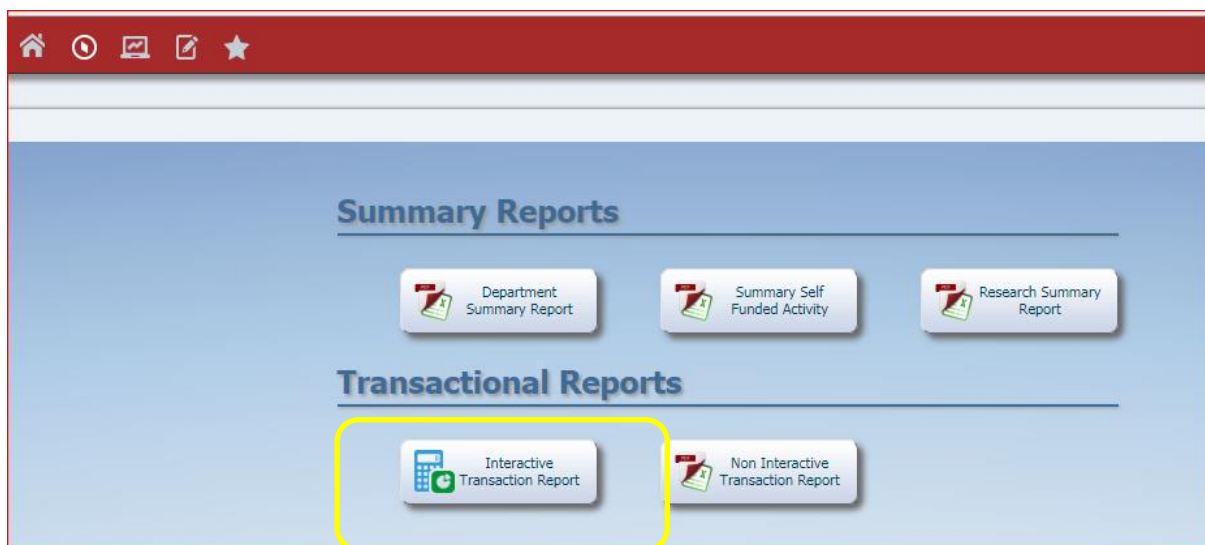 Summary Reports
Department
Summary Report
Summary Self
Funded Activity
Research Summary
Report
Transactional Reports
Interactive
Transaction Report
Non Interactive
Transaction Report